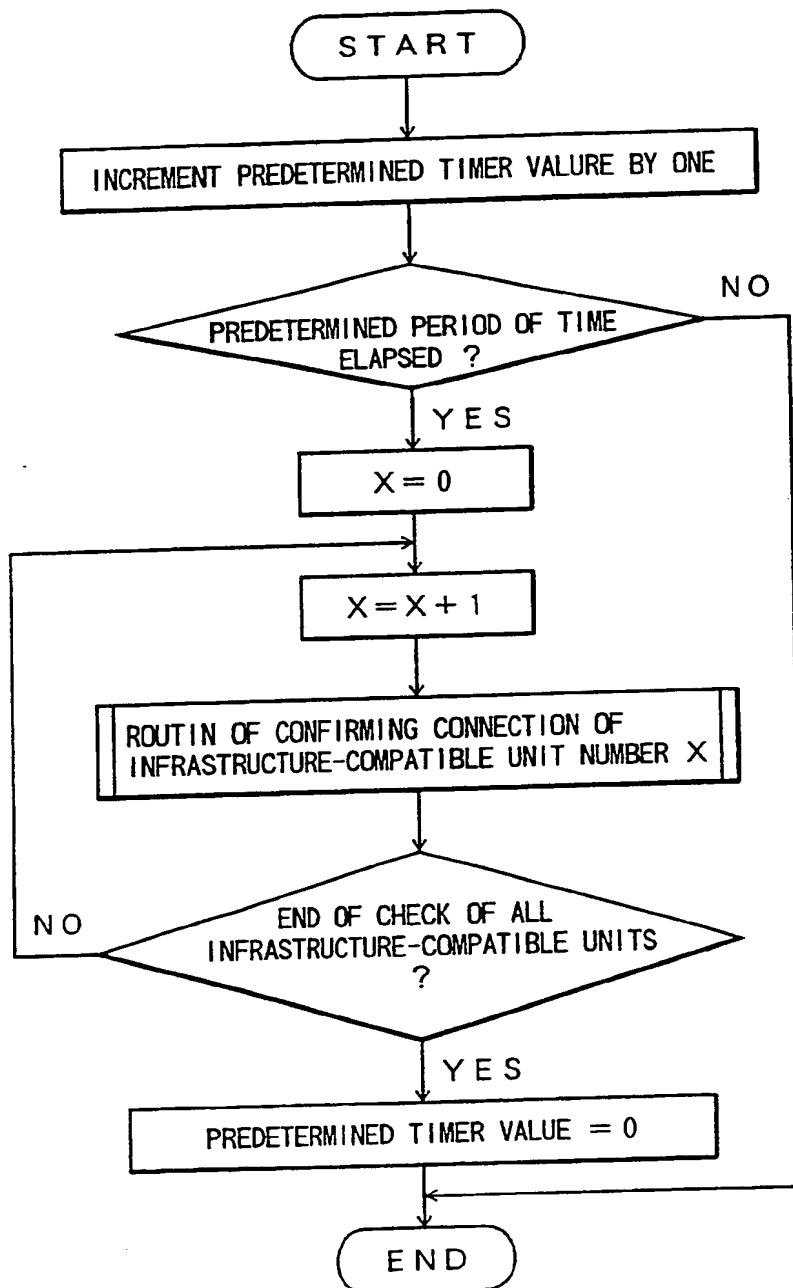 START
INCREMENT PREDETERMINED TIMER VALURE BY ONE
NO
PREDETERMINED PERIOD OF TIME
ELAPSED ?
YES
X=0
X=X+1
ROUTIN OF CONFIRMING CONNECTION OF
INFRASTRUCTURE-COMPATIBLE UNIT NUMBER X
NO
END OF CHECK OF ALL
INFRASTRUCTURE-COMPATIBLE UNITS
?
YES
PREDETERMINED TIMER VALUE = 0
END